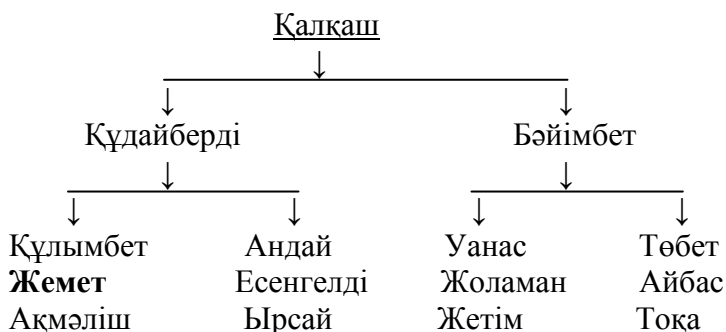 Қалқаш
Құдайберді Бәйімбет
Құлымбет Андай Уанас Төбет
Жемет Есенгелді Жоламан Айбас
Ақмәліш Ырсай Жетім Тоқа